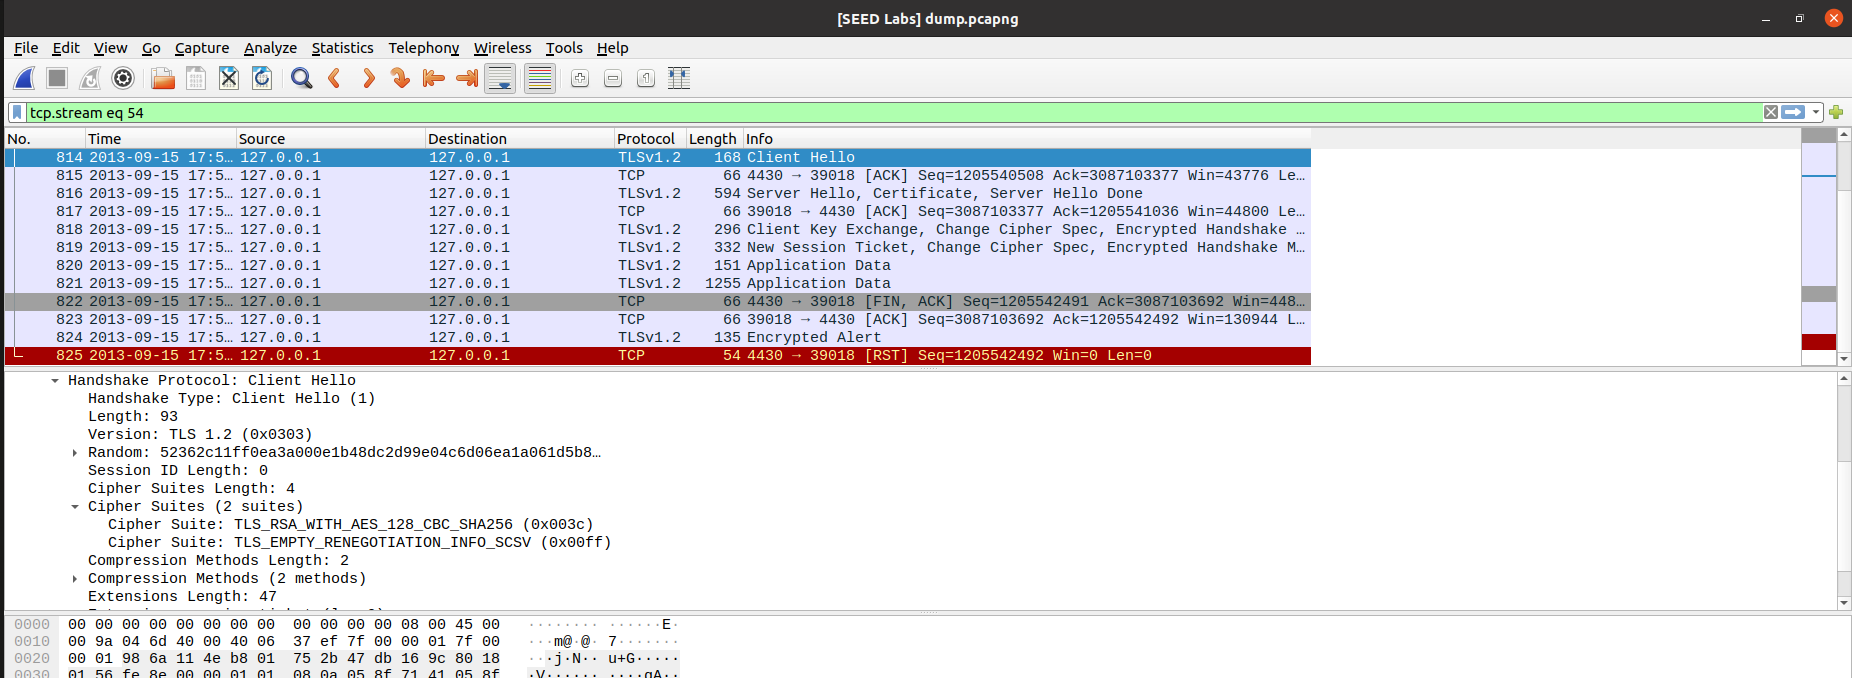 [SEED Labs] dump.pcapng
File Edit View Go Capture Analyze Statistics Telephony Wireless Tools Help
tcp.stream eq 54
No. Time Source Destination Protocol Length Info
814 2013-09-15 17:5… 127.0.0.1 127.0.0.1 TLSv1.2 168 Client Hello
815 2013-09-15 17:5… 127.0.0.1 127.0.0.1 TCP 66 4430 → 39018 [ACK] Seq=1205540508 Ack=3087103377 Win=43776 Le…
816 2013-09-15 17:5… 127.0.0.1 127.0.0.1 TLSv1.2 594 Server Hello, Certificate, Server Hello Done
817 2013-09-15 17:5… 127.0.0.1 127.0.0.1 TCP 66 39018 → 4430 [ACK] Seq=3087103377 Ack=1205541036 Win=44800 Le…
818 2013-09-15 17:5… 127.0.0.1 127.0.0.1 TLSv1.2 296 Client Key Exchange, Change Cipher Spec, Encrypted Handshake …
819 2013-09-15 17:5… 127.0.0.1 127.0.0.1 TLSv1.2 332 New Session Ticket, Change Cipher Spec, Encrypted Handshake M…
820 2013-09-15 17:5… 127.0.0.1 127.0.0.1 TLSv1.2 151 Application Data
821 2013-09-15 17:5… 127.0.0.1 127.0.0.1 TLSv1.2 1255 Application Data
822 2013-09-15 17:5… 127.0.0.1 127.0.0.1 TCP 66 4430 → 39018 [FIN, ACK] Seq=1205542491 Ack=3087103692 Win=448…
823 2013-09-15 17:5… 127.0.0.1 127.0.0.1 TCP 66 39018 → 4430 [ACK] Seq=3087103692 Ack=1205542492 Win=130944 L…
824 2013-09-15 17:5… 127.0.0.1 127.0.0.1 TLSv1.2 135 Encrypted Alert
825 2013-09-15 17:5… 127.0.0.1 127.0.0.1 TCP 54 4430 → 39018 [RST] Seq=1205542492 Win=0 Len=0
Handshake Protocol: Client Hello
Handshake Type: Client Hello (1)
Length: 93
Version: TLS 1.2 (0x0303)
Random: 52362c11ff0ea3a000e1b48dc2d99e04c6d06ea1a061d5b8…
Session ID Length: 0
Cipher Suites Length: 4
Cipher Suites (2 suites)
Cipher Suite: TLS_RSA_WITH_AES_128_CBC_SHA256 (0x003c)
Cipher Suite: TLS_EMPTY_RENEGOTIATION_INFO_SCSV (0x00ff)
Compression Methods Length: 2
Compression Methods (2 methods)
Extensions Length: 47
0000 00 00 00 00 00 00 00 00 00 00 00 00 08 00 45 00 ········ ······E·
0010 00 9a 04 6d 40 00 40 06 37 ef 7f 00 00 01 7f 00 ···m@·@· 7·······
0020 00 01 98 6a 11 4e b8 01 75 2b 47 db 16 9c 80 18 ···j·N·· u+G·····
0030 01 56 fe 8e 00 00 01 01 08 0a 05 8f 71 41 05 8f ·V······ ····qA··